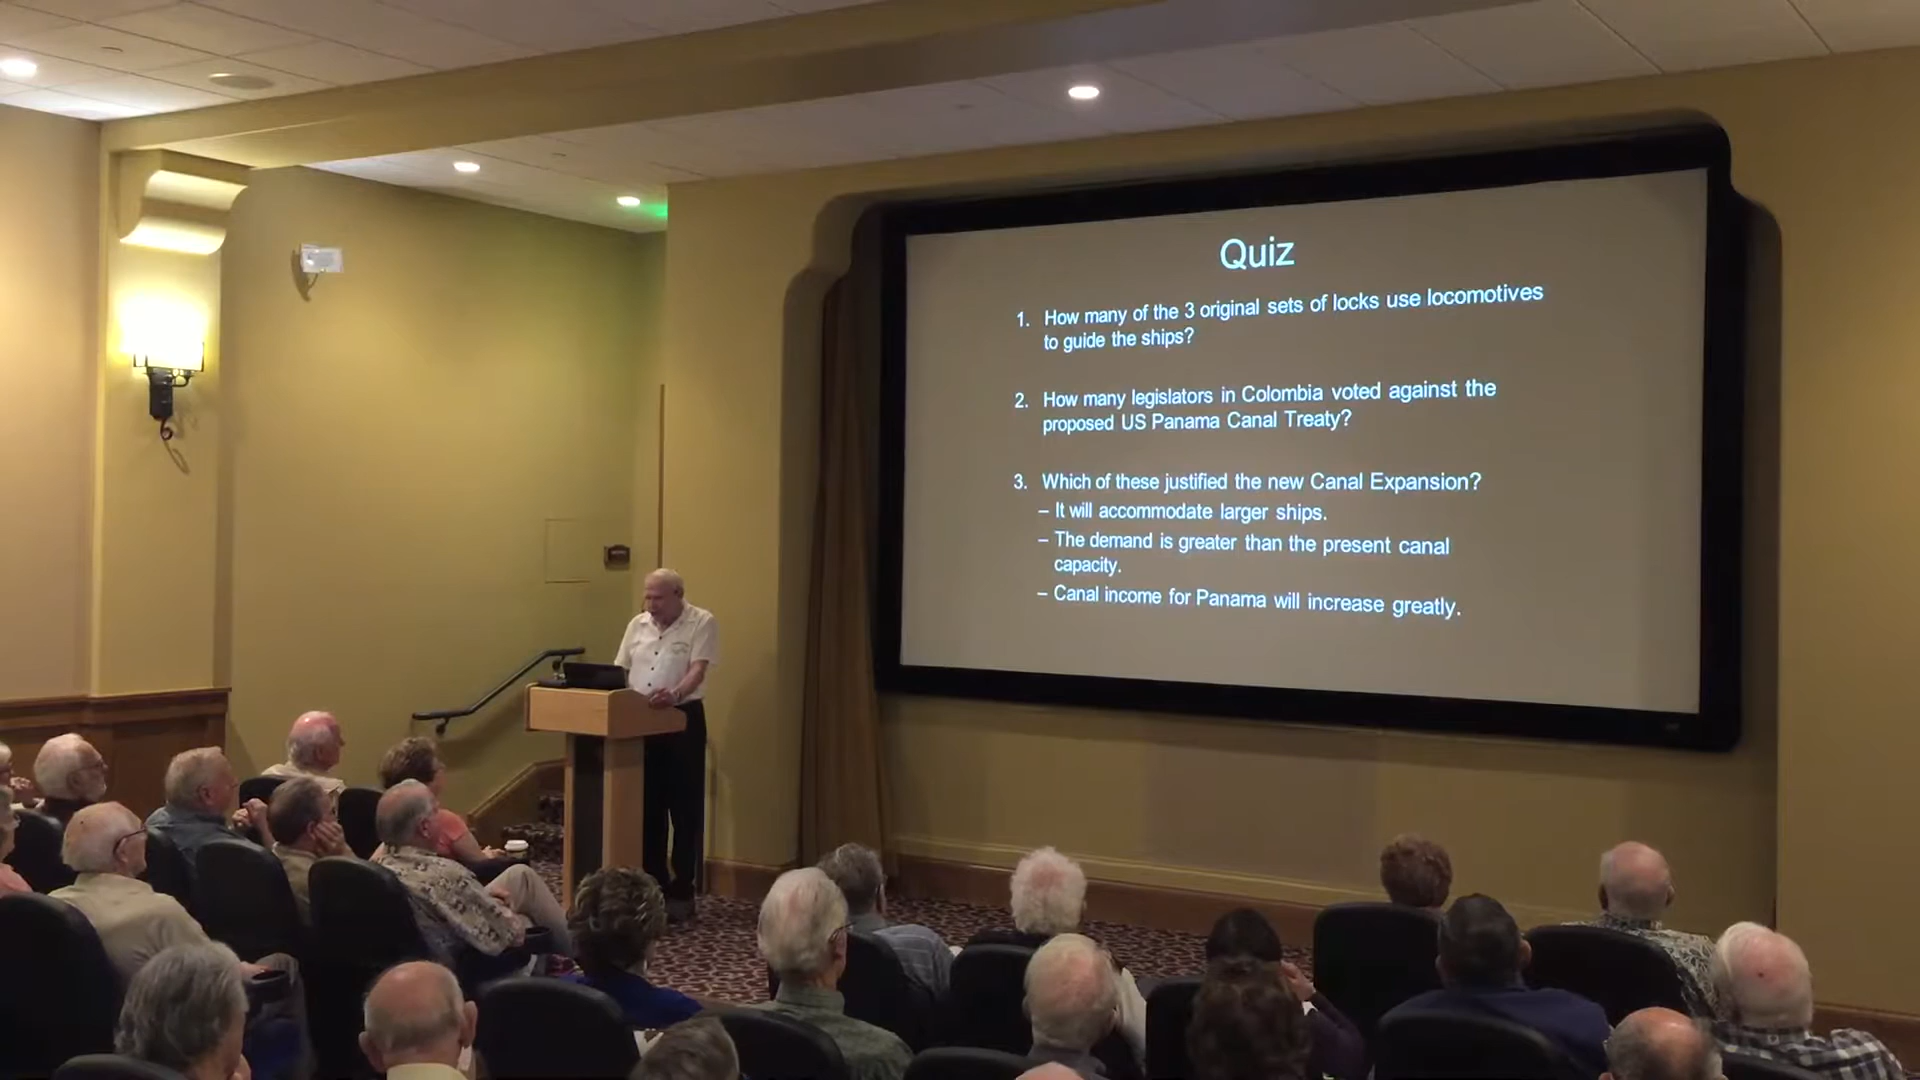 Quiz
1. How many of the 3 original sets of locks use locomotives
to guide the ships?
2. How many legislators in Colombia voted against the
proposed US Panama Canal Treaty?
3. Which of these justified the new Canal Expansion?
– It will accommodate larger ships.
– The demand is greater than the present canal
capacity.
– Canal income for Panama will increase greatly.